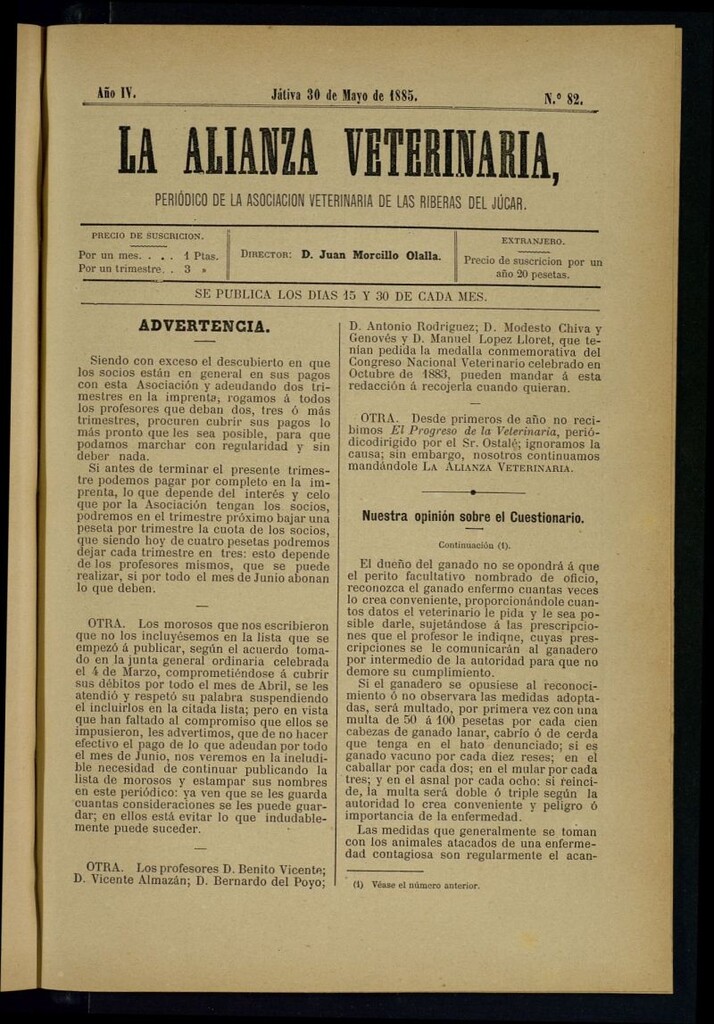 Año IV.
Játiva 30 de Mayo de 1885.
N.º 82.
LA ALIANZA VETERINARIA,
PERIÓDICO DE LA ASOCIACION VETERINARIA DE LAS RIBERAS DEL JÚCAR.
PRECIO DE SUSCRICION.
Por un mes. . . . 1 Ptas.
Por un trimestre. . 3 »
DIRECTOR: D. Juan Morcillo Olalla.
EXTRANJERO.
Precio de suscricion por un
año 20 pesetas.
SE PUBLICA LOS DIAS 15 Y 30 DE CADA MES.
ADVERTENCIA.
Siendo con exceso el descubierto en que
los socios están en general en sus pagos
con esta Asociación y adeudando dos tri-
mestres en la imprenta, rogamos á todos
los profesores que deban dos, tres ó más
trimestres, procuren cubrir sus pagos lo
más pronto que les sea posible, para que
podamos marchar con regularidad y sin
deber nada.
Si antes de terminar el presente trimes-
tre podemos pagar por completo en la im-
prenta, lo que depende del interés y celo
que por la Asociación tengan los socios,
podremos en el trimestre próximo bajar una
peseta por trimestre la cuota de los socios,
que siendo hoy de cuatro pesetas podremos
dejar cada trimestre en tres: esto depende
de los profesores mismos, que se puede
realizar, si por todo el mes de Junio abonan
lo que deben.
OTRA. Los morosos que nos escribieron
que no los incluyésemos en la lista que se
empezó á publicar, según el acuerdo toma-
do en la junta general ordinaria celebrada
el 4 de Marzo, comprometiéndose á cubrir
sus débitos por todo el mes de Abril, se les
atendió y respetó su palabra suspendiendo
el incluirlos en la citada lista; pero en vista
que han faltado al compromiso que ellos se
impusieron, les advertimos, que de no hacer
efectivo el pago de lo que adeudan por todo
el mes de Junio, nos veremos en la ineludi-
ble necesidad de continuar publicando la
lista de morosos y estampar sus nombres
en este periódico: ya ven que se les guarda
cuantas consideraciones se les puede guar-
dar; en ellos está evitar lo que indudable-
mente puede suceder.
OTRA. Los profesores D. Benito Vicente;
D. Vicente Almazán; D. Bernardo del Poyo;
D. Antonio Rodriguez; D. Modesto Chiva y
Genovés y D. Manuel Lopez Lloret, que te-
nían pedida la medalla conmemorativa del
Congreso Nacional Veterinario celebrado en
Octubre de 1883, pueden mandar á esta
redacción á recojerla cuando quieran.
OTRA. Desde primeros de año no reci-
bimos El Progreso de la Veterinaria, perió-
dicodirigido por el Sr. Ostalé; ignoramos la
causa; sin embargo, nosotros continuamos
mandándole LA ALIANZA VETERINARIA.
Nuestra opinión sobre el Cuestionario.
Continuación (1).
El dueño del ganado no se opondrá á que
el perito facultativo nombrado de oficio,
reconozca el ganado enfermo cuantas veces
lo crea conveniente, proporcionándole cuan-
tos datos el veterinario le pida y le sea po-
sible darle, sujetándose á las prescripcio-
nes que el profesor le indiqne, cuyas pres-
cripciones se le comunicarán al ganadero
por intermedio de la autoridad para que no
demore su cumplimiento.
Si el ganadero se opusiese al reconoci-
miento ó no observara las medidas adopta-
das, será multado, por primera vez con una
multa de 50 á 100 pesetas por cada cien
cabezas de ganado lanar, cabrío ó de cerda
que tenga en el hato denunciado; si es
ganado vacuno por cada diez reses; en el
caballar por cada dos; en el mular por cada
tres; y en el asnal por cada ocho: si reinci-
de, la multa será doble ó triple según la
autoridad lo crea conveniente y peligro ó
importancia de la enfermedad.
Las medidas que generalmente se toman
con los animales atacados de una enferme-
dad contagiosa son regularmente el acan-
(1) Véase el número anterior.